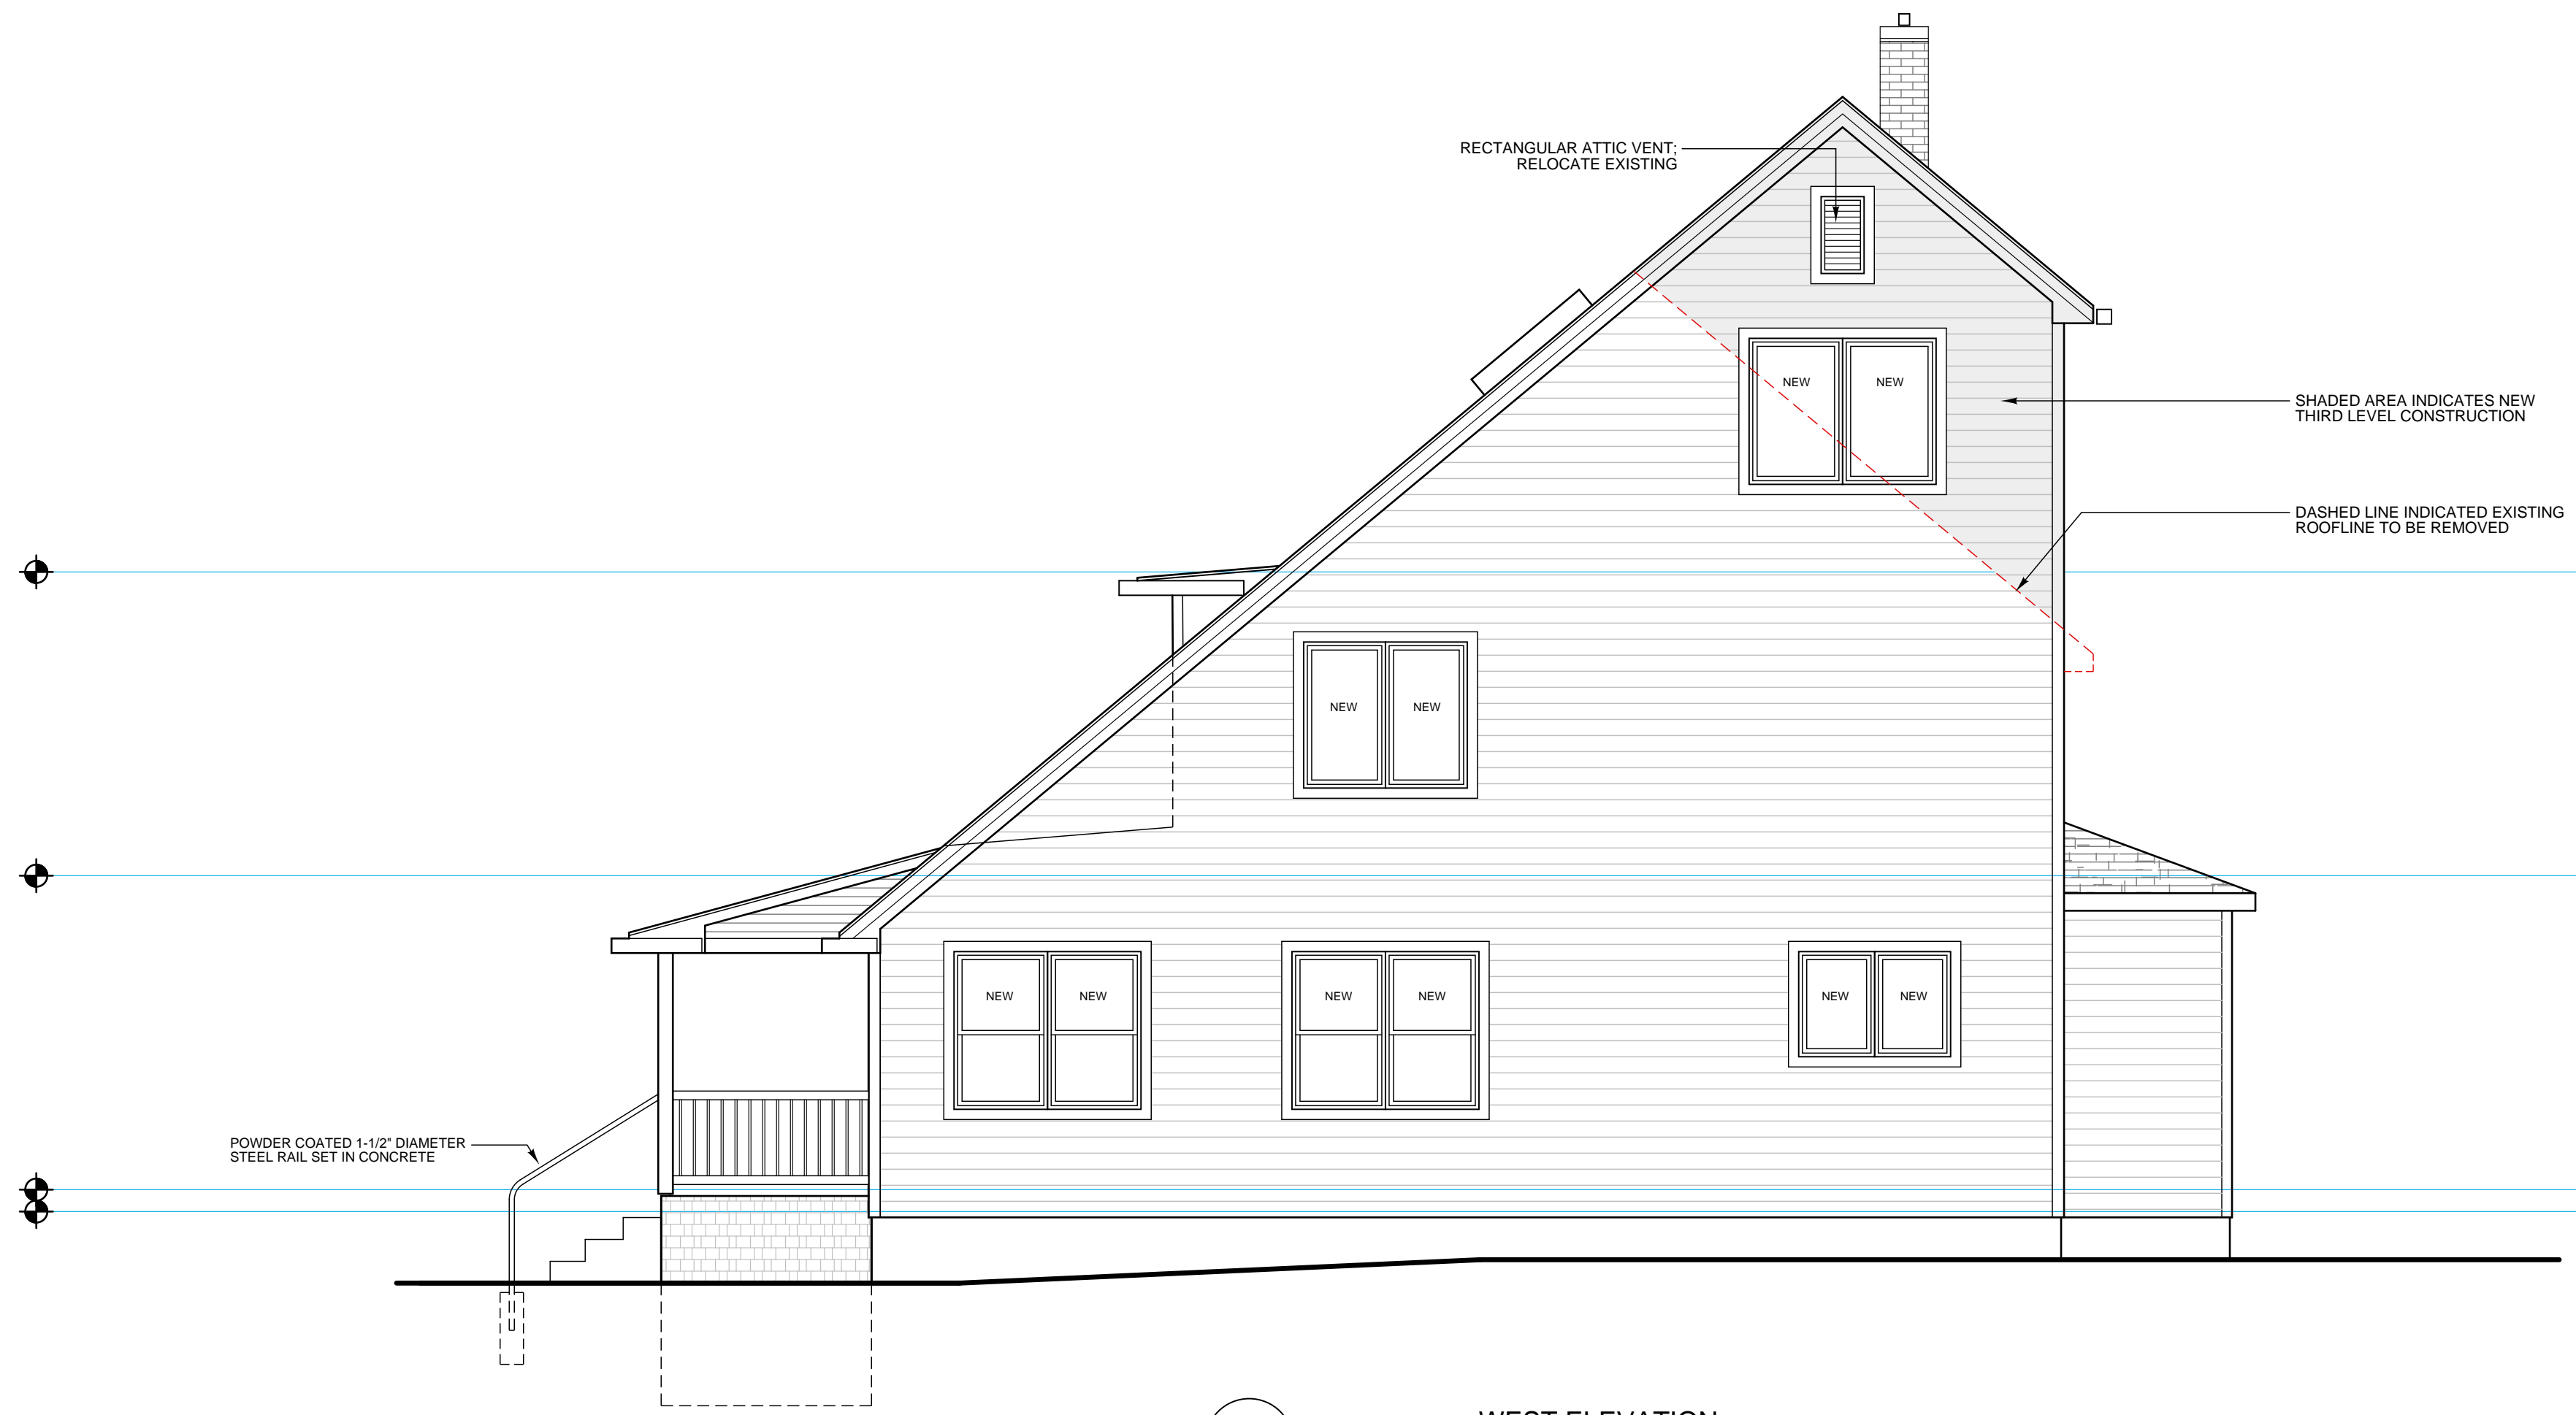 RECTANGULAR ATTIC VENT;
RELOCATE EXISTING
NEW NEW
SHADED AREA INDICATES NEW
THIRD LEVEL CONSTRUCTION
DASHED LINE INDICATED EXISTING
ROOFLINE TO BE REMOVED
NEW NEW
NEW NEW NEW NEW NEW NEW
POWDER COATED 1-1/2" DIAMETER
STEEL RAIL SET IN CONCRETE
WEST ELEVATION